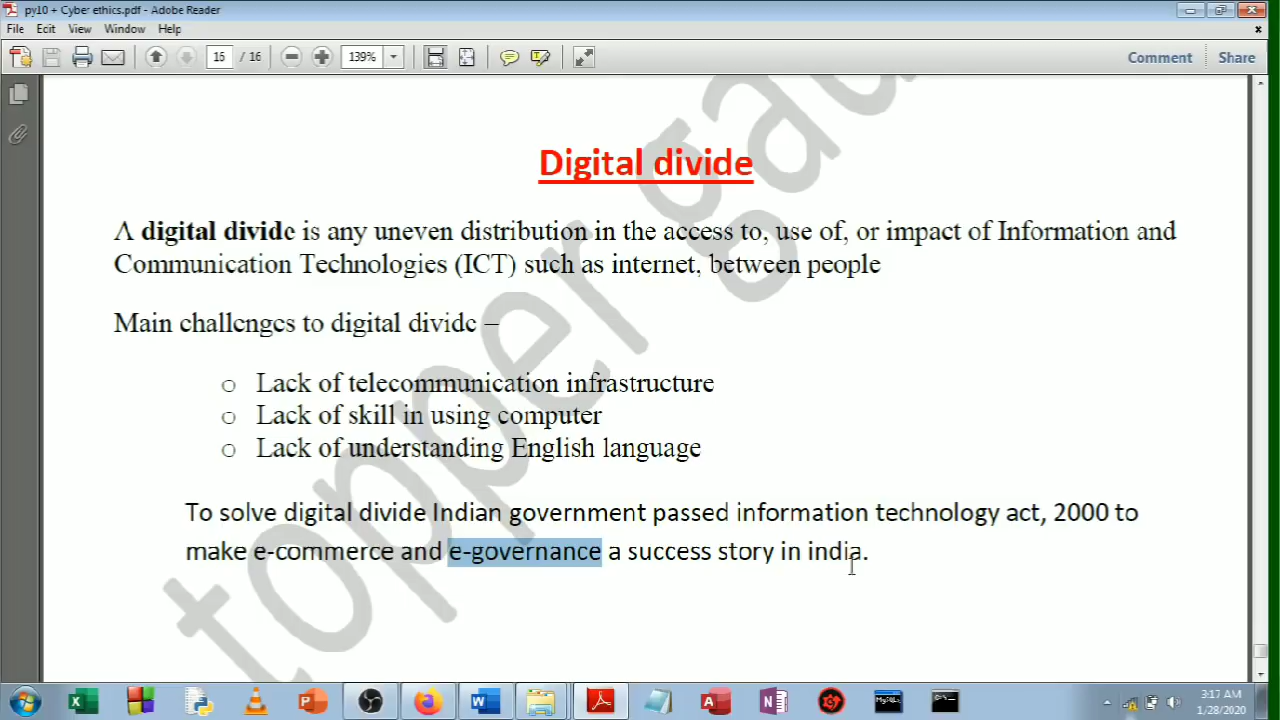 py10 + Cyber ethics.pdf - Adobe Reader
File Edit View Window Help
16 / 16 139% Comment Share
Digital divide
A digital divide is any uneven distribution in the access to, use of, or impact of Information and
Communication Technologies (ICT) such as internet, between people
Main challenges to digital divide –
o Lack of telecommunication infrastructure
o Lack of skill in using computer
o Lack of understanding English language
To solve digital divide Indian government passed information technology act, 2000 to
make e-commerce and e-governance a success story in india.
topper ga
3:17 AM
1/28/2020